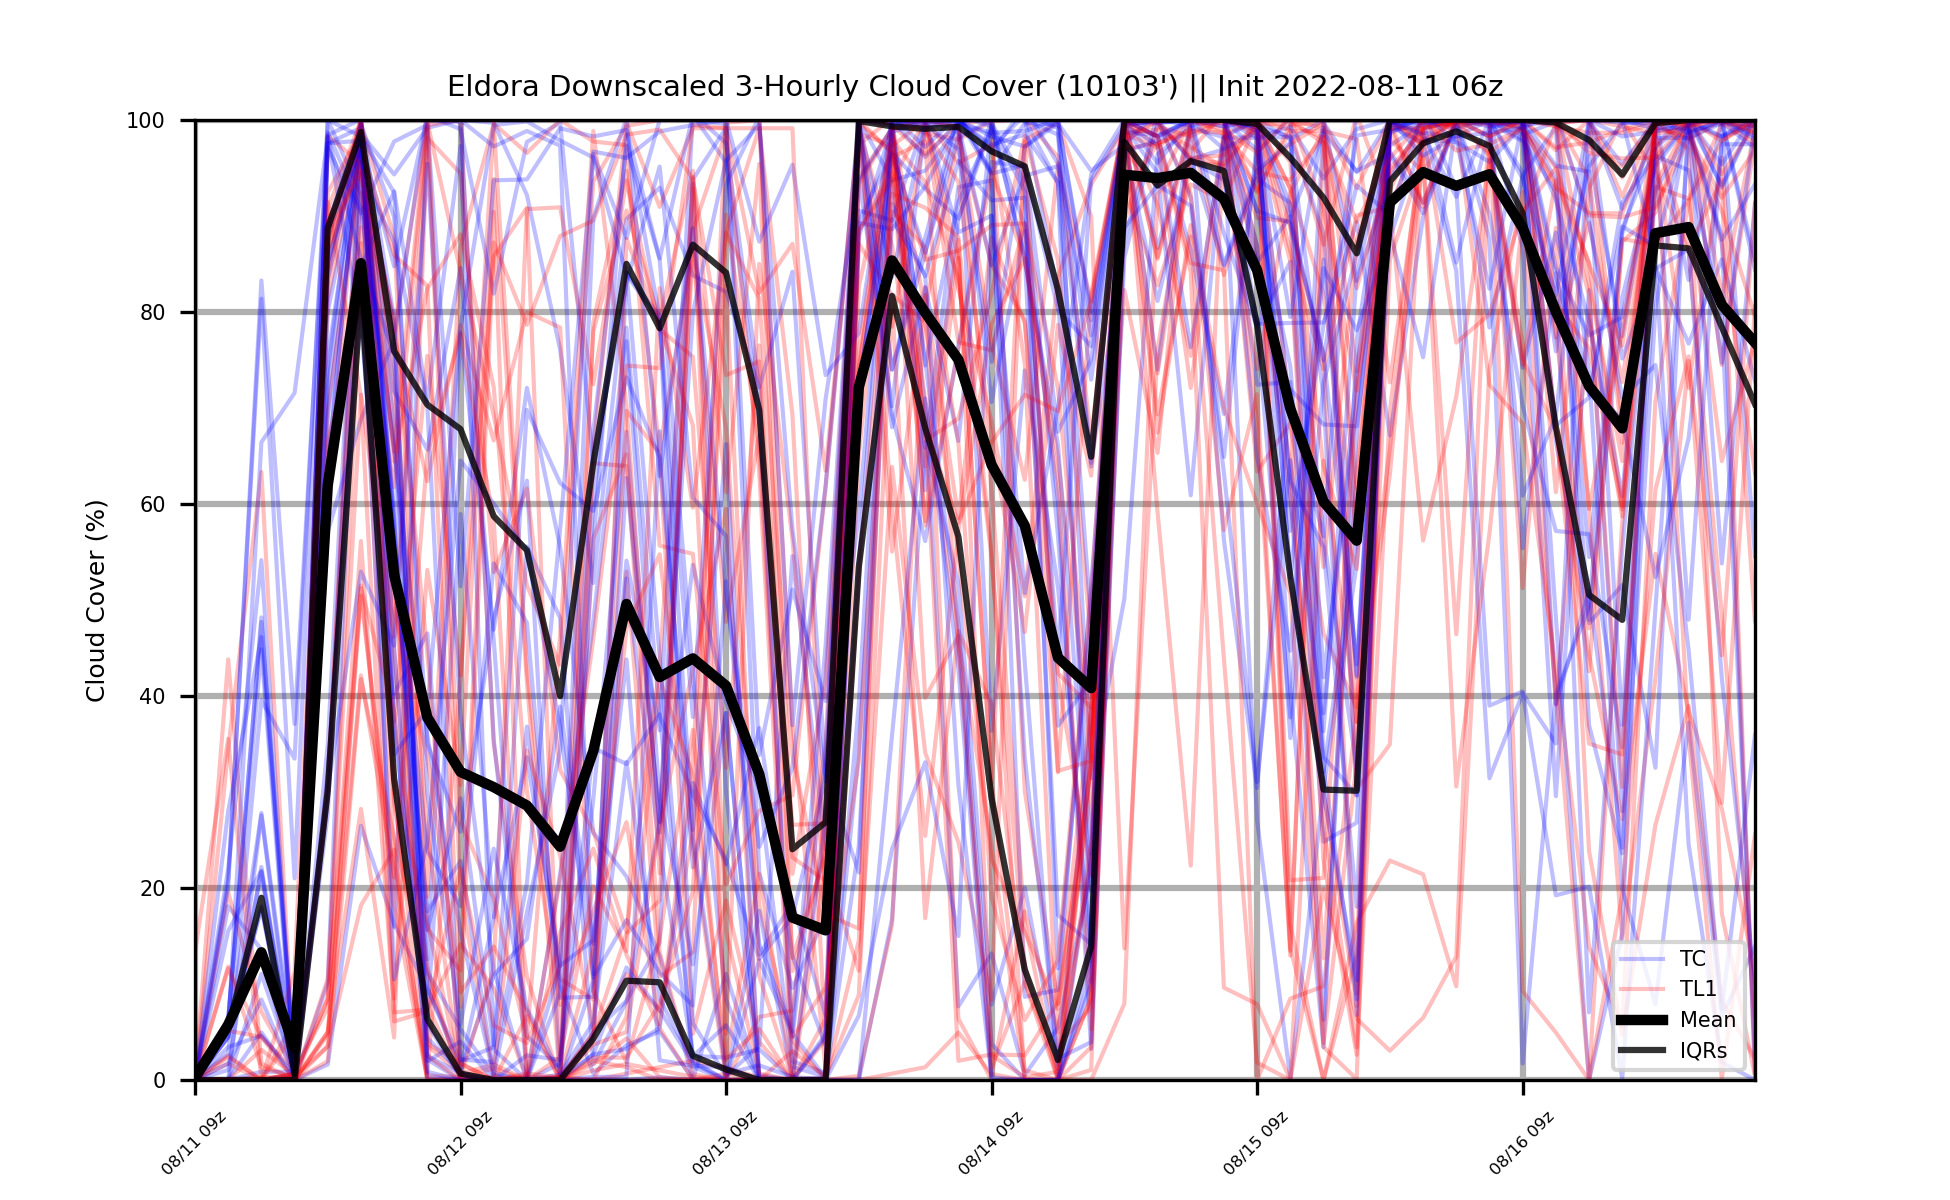 Eldora Downscaled 3-Hourly Cloud Cover (10103') || Init 2022-08-11 06z
Cloud Cover (%)
100
80
60
40
20
0
TC
TL1
Mean
IQRs
08/11 09z
08/12 09z
08/13 09z
08/14 09z
08/15 09z
08/16 09z